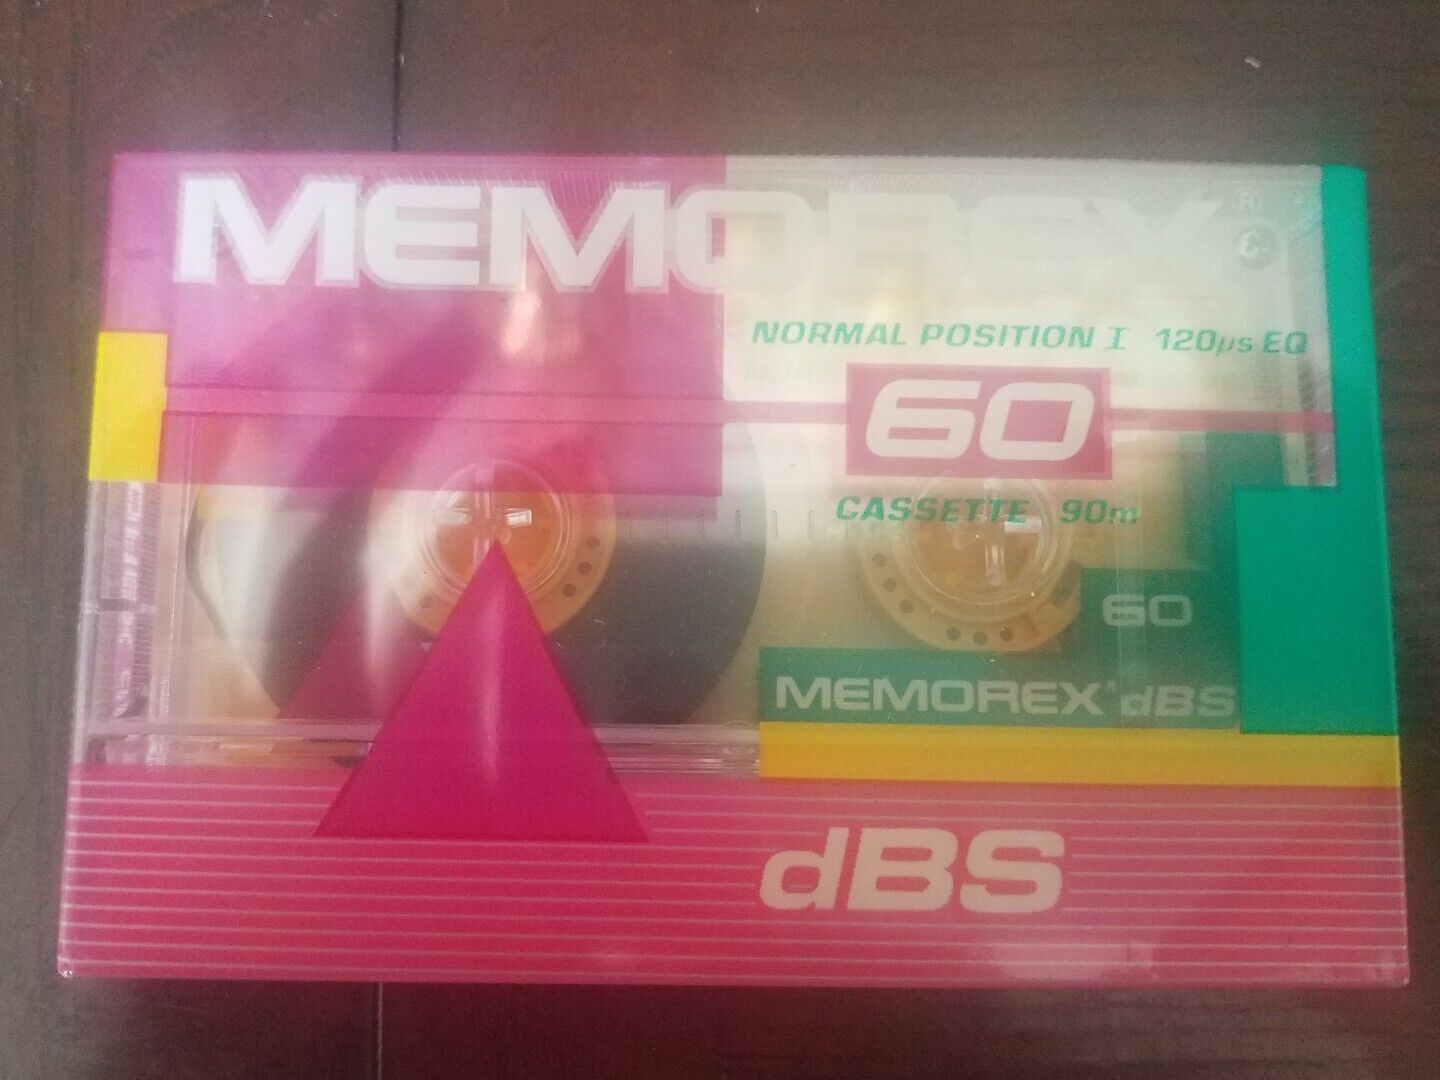 MEMOREX®
NORMAL POSITION I 120µs EQ
60
CASSETTE 90m
60
MEMOREX® dBS
dBS